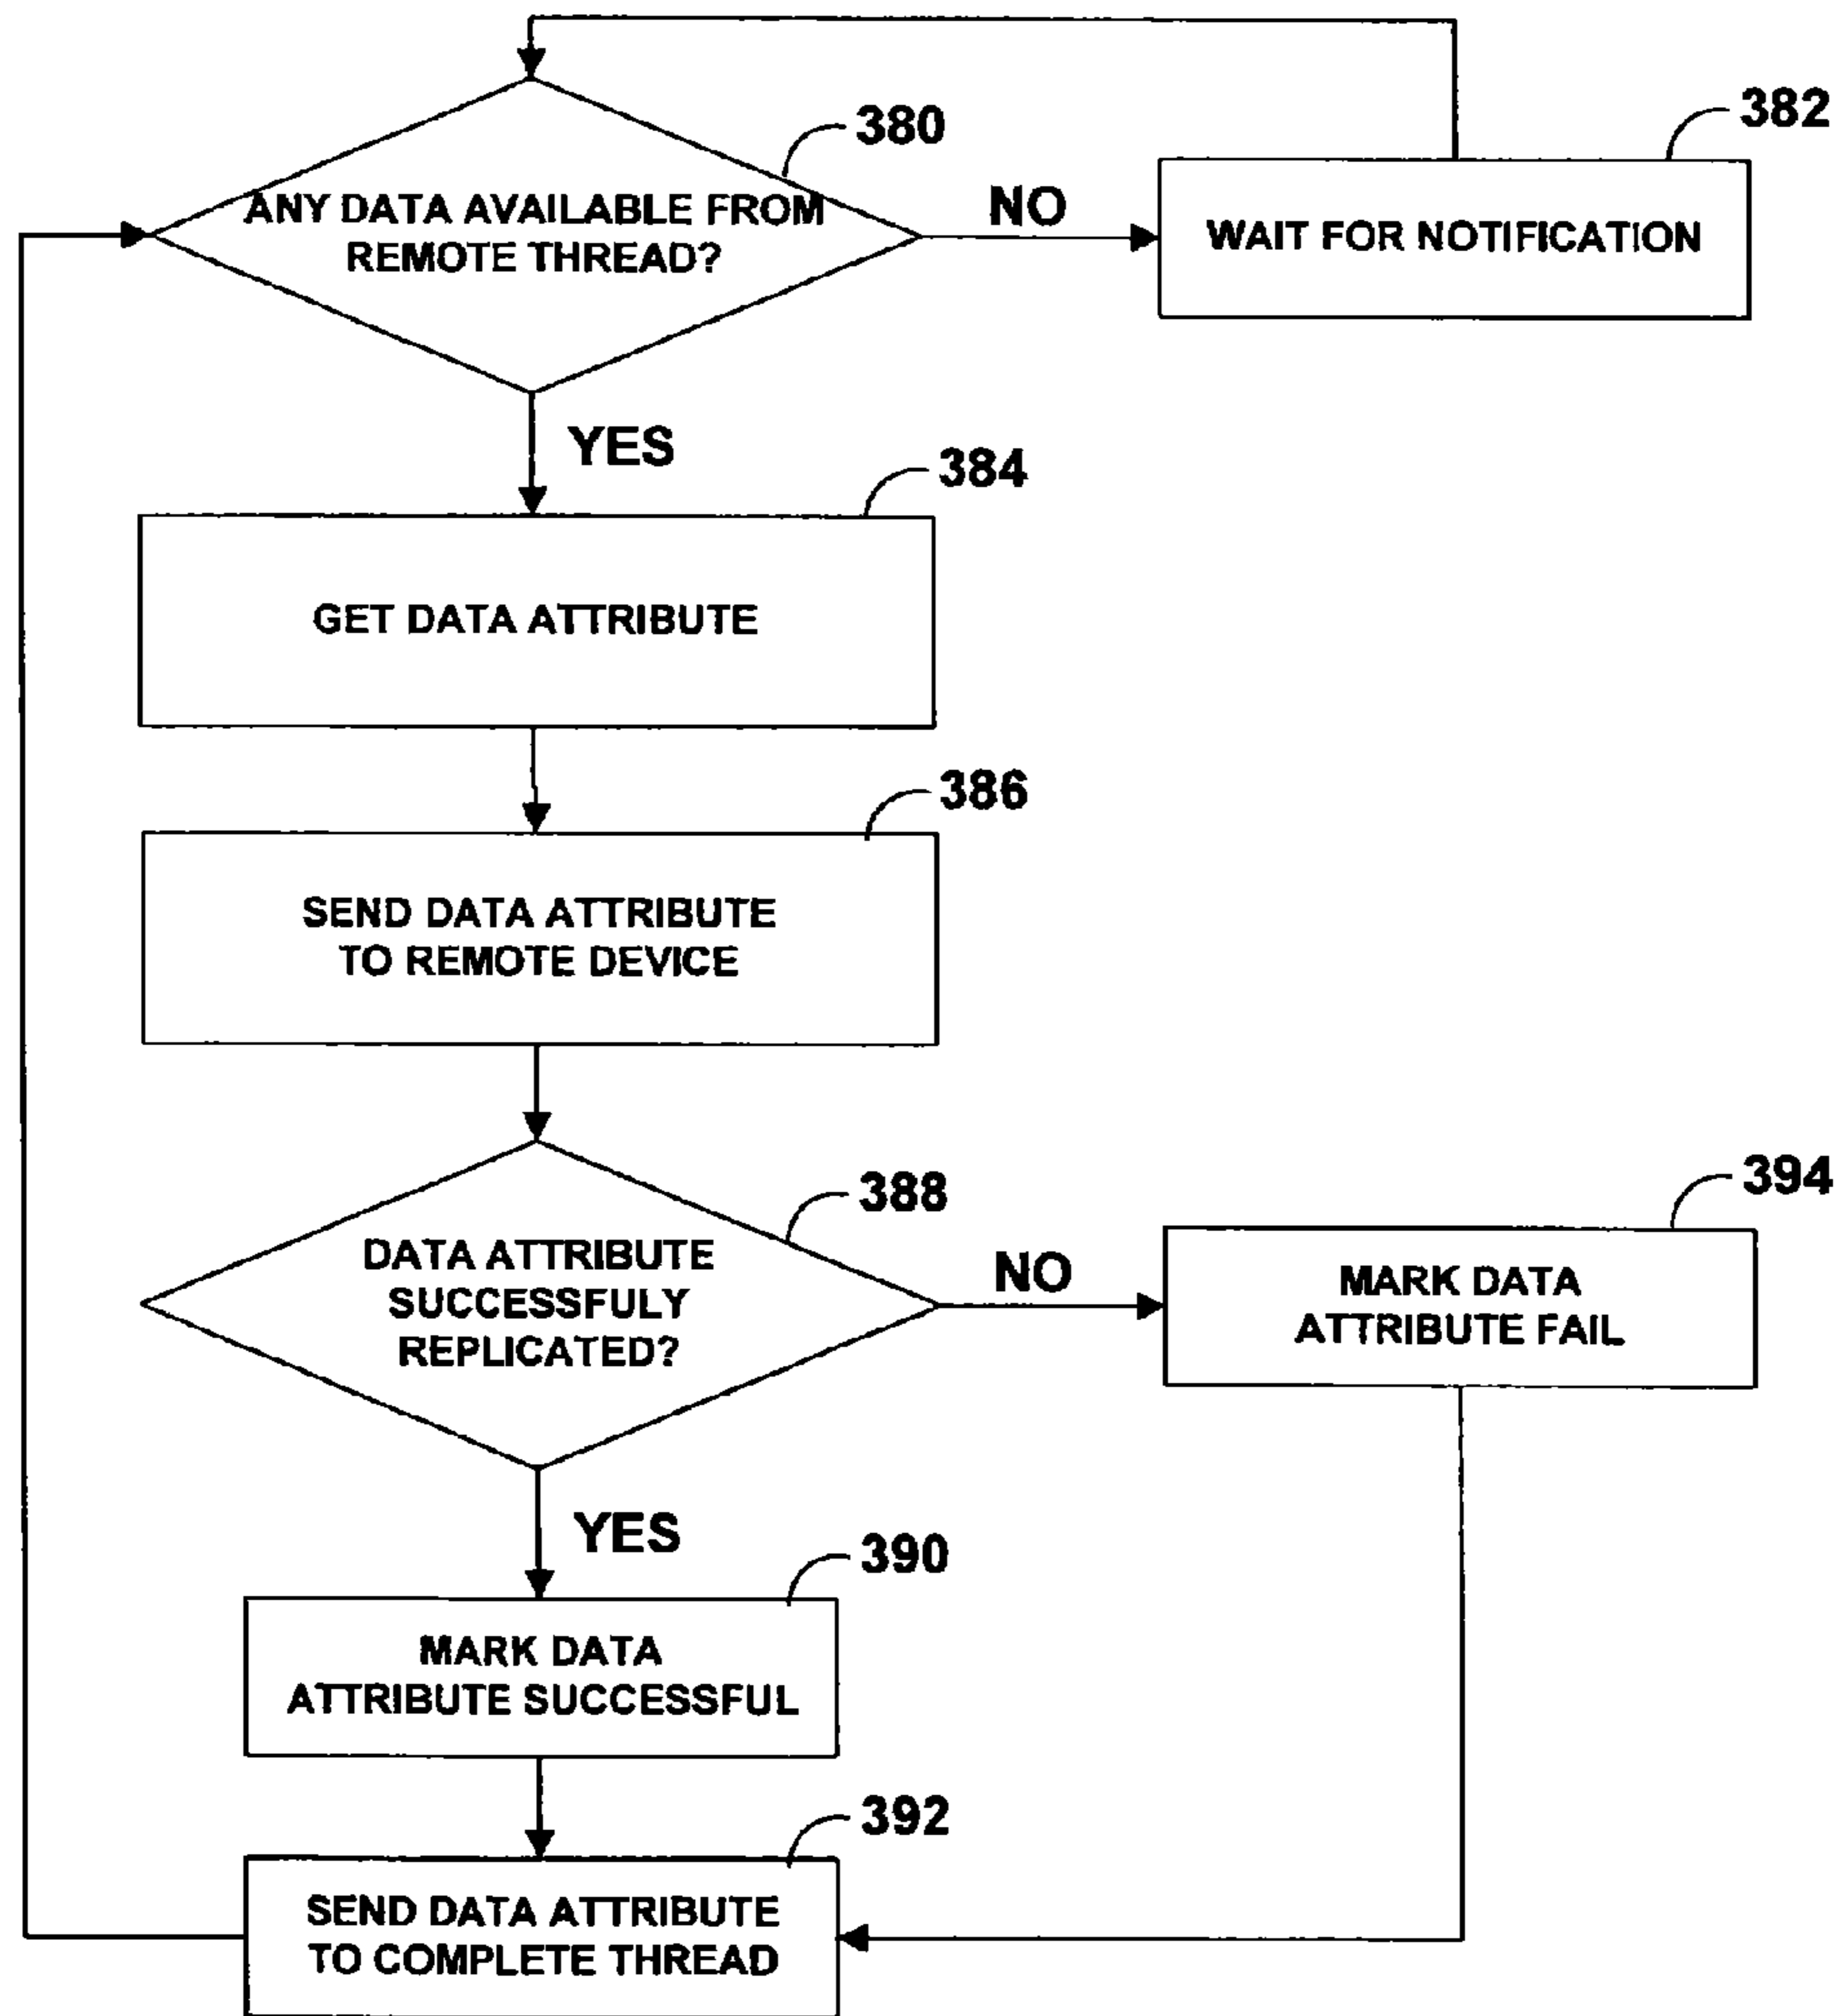 380
382
ANY DATA AVAILABLE FROM
REMOTE THREAD?
NO
WAIT FOR NOTIFICATION
YES
384
GET DATA ATTRIBUTE
386
SEND DATA ATTRIBUTE
TO REMOTE DEVICE
388
394
DATA ATTRIBUTE
SUCCESSFULY
REPLICATED?
NO
MARK DATA
ATTRIBUTE FAIL
YES
390
MARK DATA
ATTRIBUTE SUCCESSFUL
392
SEND DATA ATTRIBUTE
TO COMPLETE THREAD